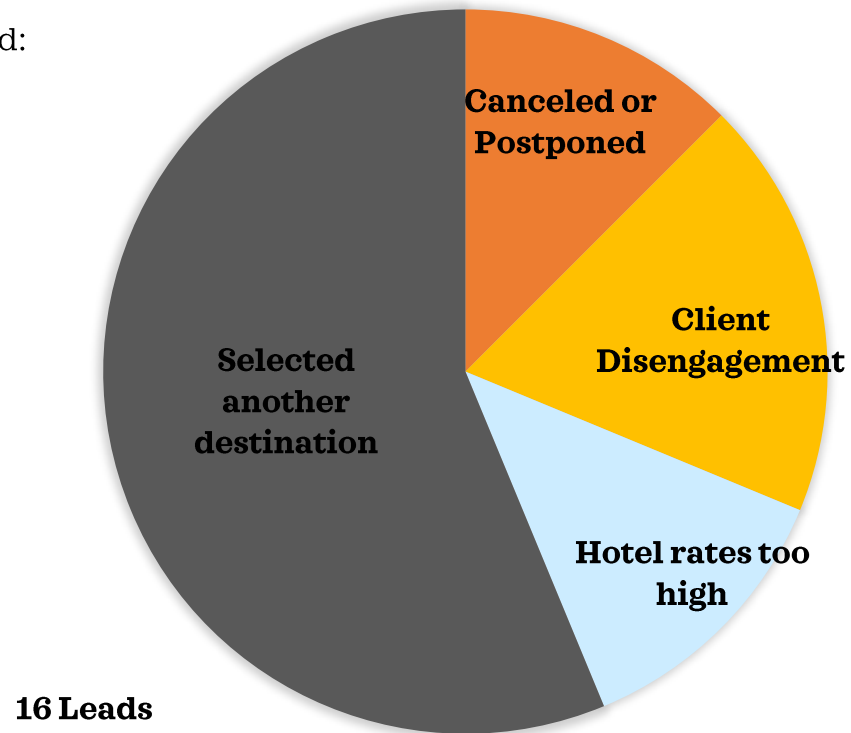 d:
Canceled or
Postponed
Client
Disengagement
Selected
another
destination
Hotel rates too
high
16 Leads